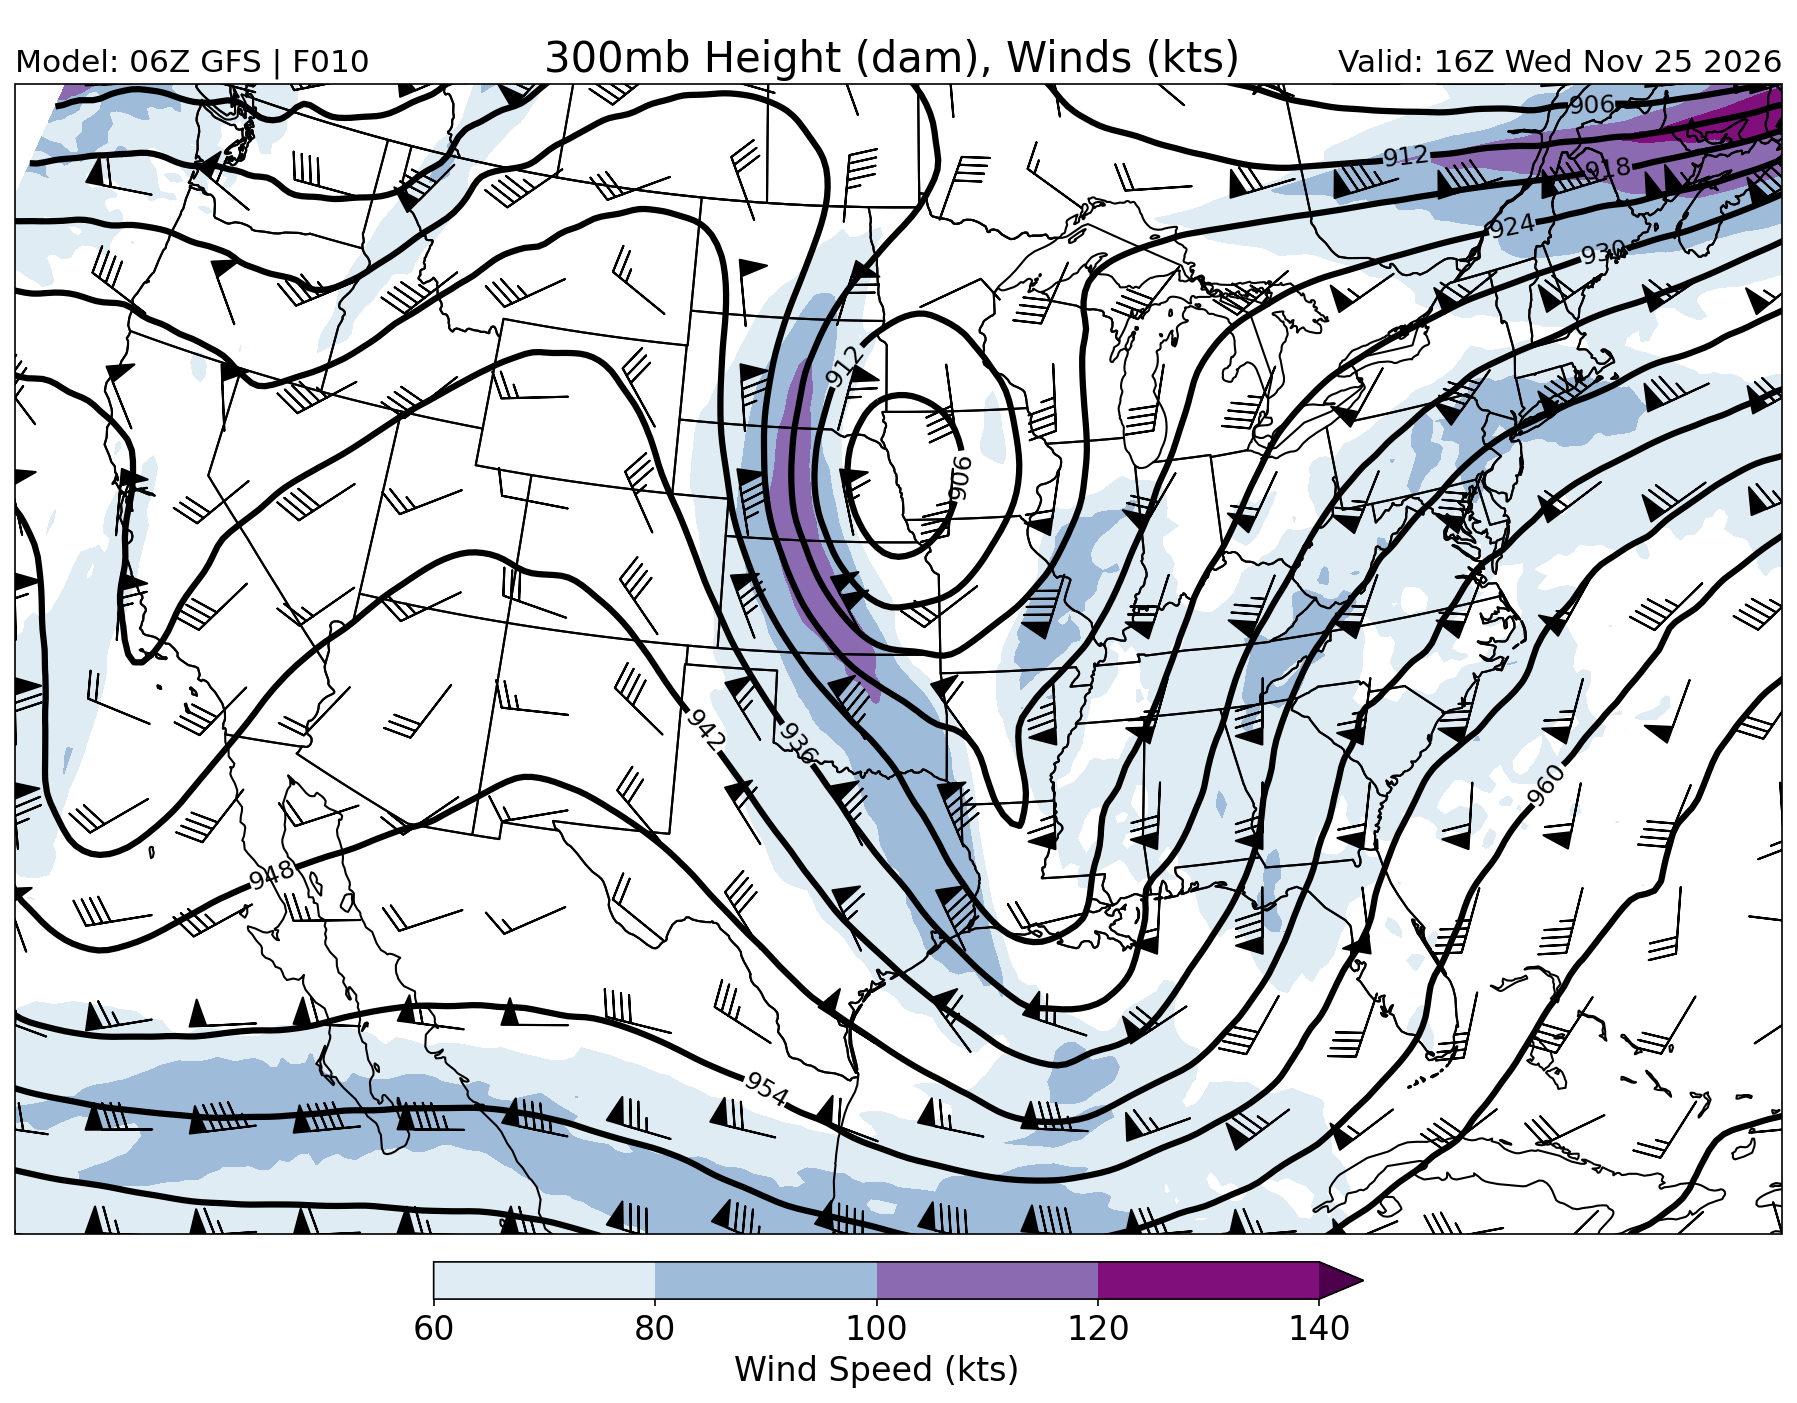 Model: 06Z GFS | F010
300mb Height (dam), Winds (kts)
Valid: 16Z Wed Nov 25 2026
906
912
918
924
930
912
906
942
936
960
948
954
60 80 100 120 140
Wind Speed (kts)